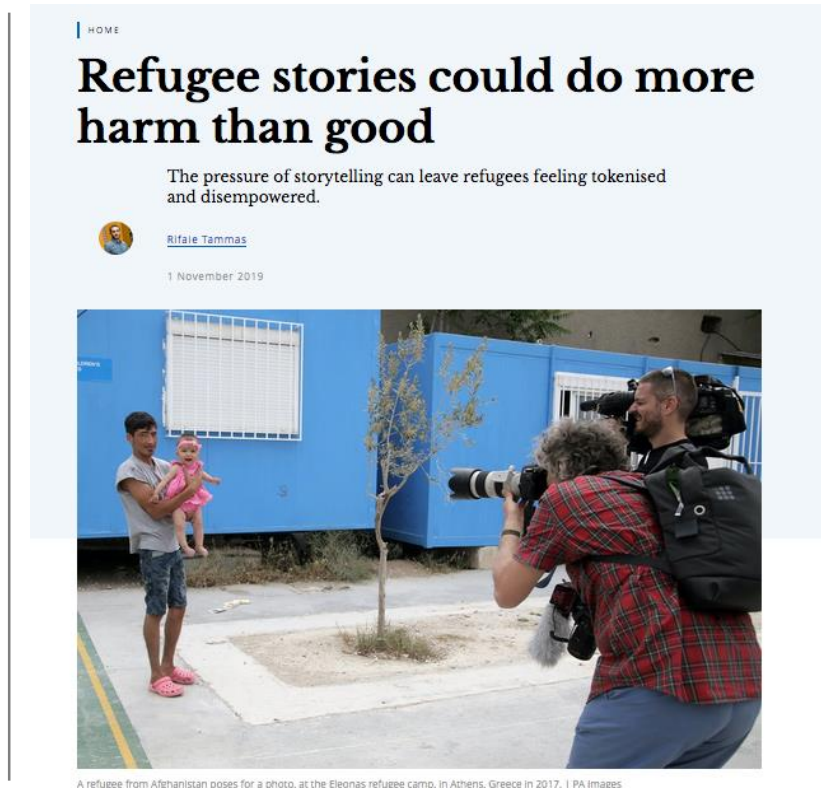 HOME
Refugee stories could do more
harm than good
The pressure of storytelling can leave refugees feeling tokenised
and disempowered.
Rifaie Tammas
1 November 2019
A refugee from Afghanistan poses for a photo, at the Eleonas refugee camp, in Athens, Greece in 2017. | PA Images